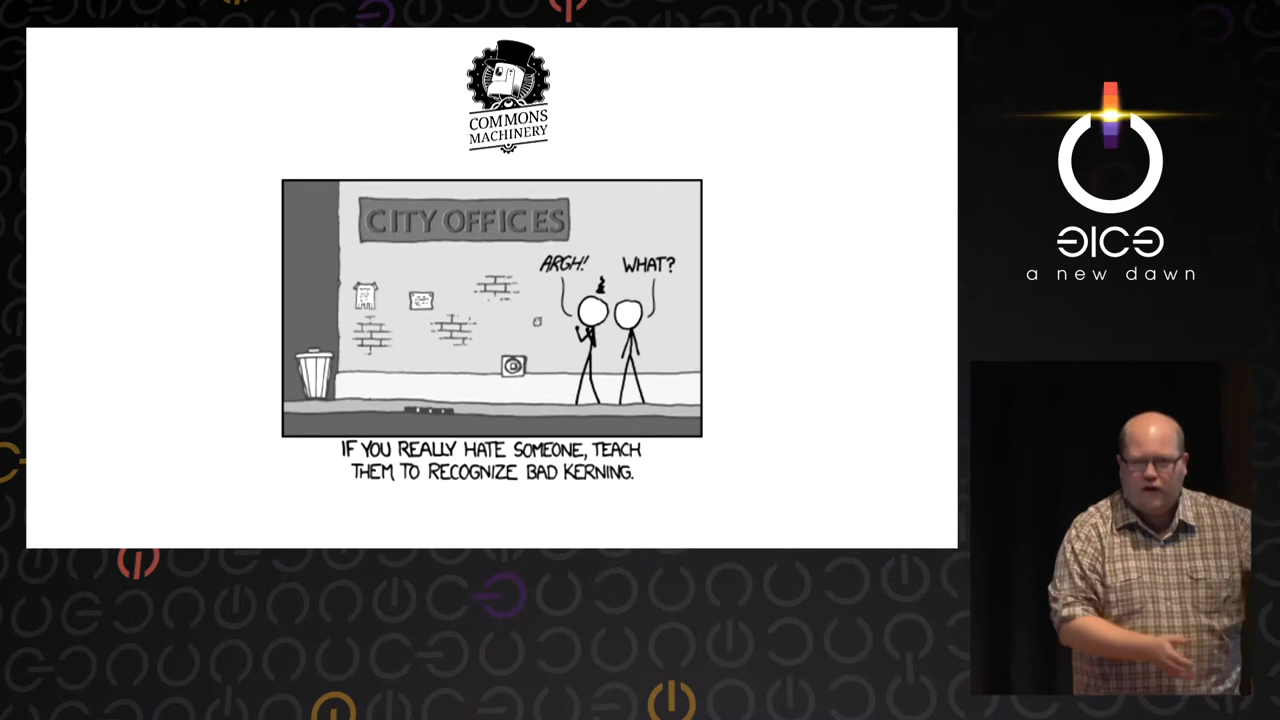 COMMONS
MACHINERY
CITY OFFICES
ARGH!
WHAT?
IF YOU REALLY HATE SOMEONE, TEACH
THEM TO RECOGNIZE BAD KERNING.
a new dawn